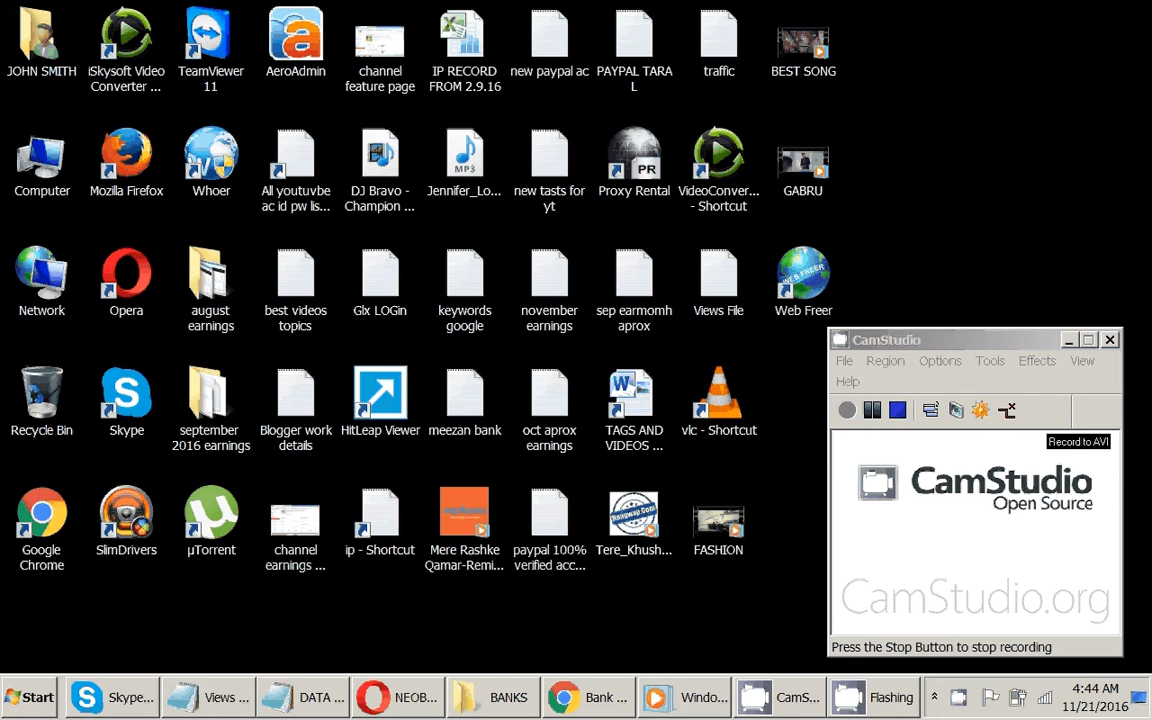 JOHN SMITH
iSkysoft Video
Converter ...
TeamViewer
11
AeroAdmin
channel
feature page
IP RECORD
FROM 2.9.16
new paypal ac
PAYPAL TARA
L
traffic
BEST SONG
Computer
Mozilla Firefox
Whoer
All youtuvbe
ac id pw lis...
DJ Bravo -
Champion ...
MP3
Jennifer_Lo...
new tasts for
yt
PR
Proxy Rental
VideoConver...
- Shortcut
GABRU
Network
Opera
august
earnings
best videos
topics
Glx LOGin
keywords
google
november
earnings
sep earmomh
aprox
Views File
WEB FREER
Web Freer
Recycle Bin
Skype
september
2016 earnings
Blogger work
details
HitLeap Viewer
meezan bank
oct aprox
earnings
TAGS AND
VIDEOS ...
vlc - Shortcut
Google
Chrome
SlimDrivers
µTorrent
channel
earnings ...
ip - Shortcut
Mere Rashke
Qamar-Remi...
paypal 100%
verified acc...
Tere_Khush...
FASHION
CamStudio
File Region Options Tools Effects View
Help
Record to AVI
CamStudio
Open Source
CamStudio.org
Press the Stop Button to stop recording
Start
Skype...
Views ...
DATA ...
NEOB...
BANKS
Bank ...
Windo...
CamS...
Flashing
4:44 AM
11/21/2016